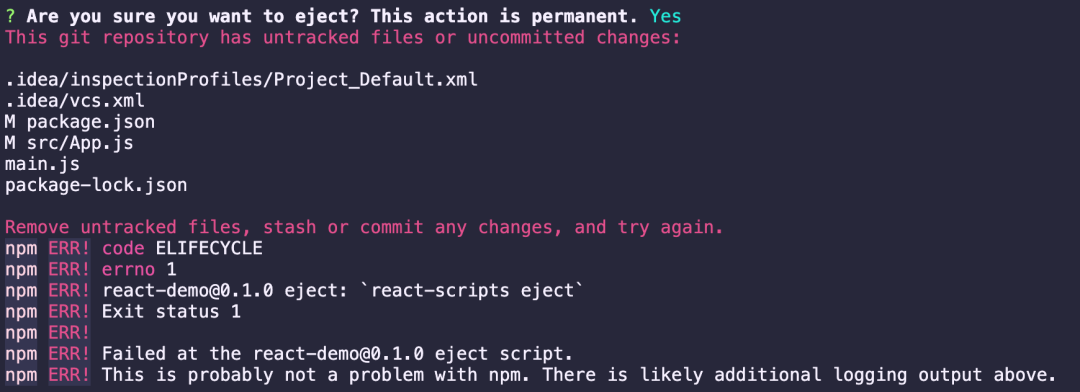 ? Are you sure you want to eject? This action is permanent. Yes
This git repository has untracked files or uncommitted changes:
.idea/inspectionProfiles/Project_Default.xml
.idea/vcs.xml
M package.json
M src/App.js
main.js
package-lock.json
Remove untracked files, stash or commit any changes, and try again.
npm ERR! code ELIFECYCLE
npm ERR! errno 1
npm ERR! react-demo@0.1.0 eject: `react-scripts eject`
npm ERR! Exit status 1
npm ERR!
npm ERR! Failed at the react-demo@0.1.0 eject script.
npm ERR! This is probably not a problem with npm. There is likely additional logging output above.